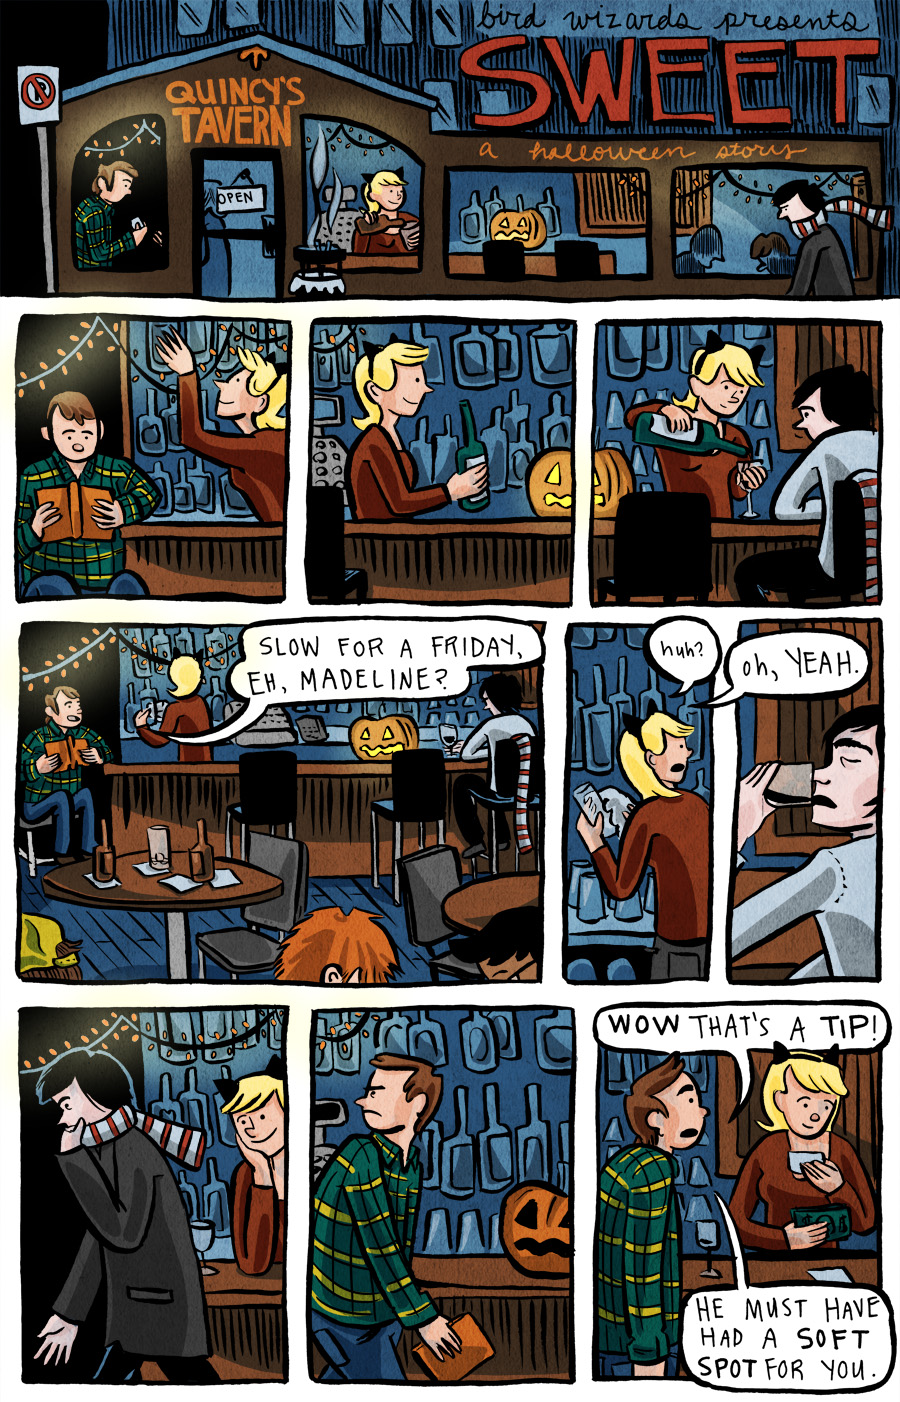 bird wizards presents
SWEET
a halloween story
QUINCY'S
TAVERN
OPEN
SLOW FOR A FRIDAY,
EH, MADELINE?
huh?
oh, YEAH.
WOW THAT'S A TIP!
HE MUST HAVE
HAD A SOFT
SPOT FOR YOU.